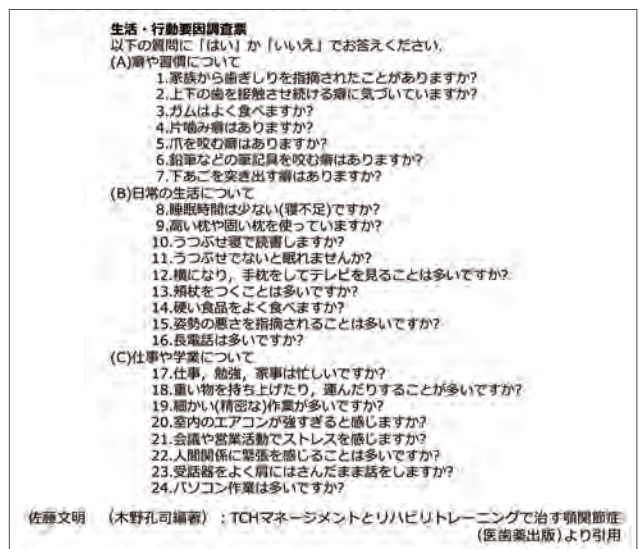 生活・行動要因調査票
以下の質問に「はい」か「いいえ」でお答えください．
(A)癖や習慣について
1.家族から歯ぎしりを指摘されたことがありますか?
2.上下の歯を接触させ続ける癖に気づいていますか?
3.ガムはよく食べますか?
4.片噛み癖はありますか?
5.爪を咬む癖はありますか?
6.鉛筆などの筆記具を咬む癖はありますか?
7.下あごを突き出す癖はありますか?
(B)日常の生活について
8.睡眠時間は少ない(寝不足)ですか?
9.高い枕や固い枕を使っていますか?
10.うつぶせ寝で読書しますか?
11.うつぶせでないと眠れませんか?
12.横になり，手枕をしてテレビを見ることは多いですか?
13.頬杖をつくことは多いですか?
14.硬い食品をよく食べますか?
15.姿勢の悪さを指摘されることは多いですか?
16.長電話は多いですか?
(C)仕事や学業について
17.仕事，勉強，家事は忙しいですか?
18.重い物を持ち上げたり，運んだりすることが多いですか?
19.細かい(精密な)作業が多いですか?
20.室内のエアコンが強すぎると感じますか?
21.会議や営業活動でストレスを感じますか?
22.人間関係に緊張を感じることは多いですか?
23.受話器をよく肩にはさんだまま話をしますか?
24.パソコン作業は多いですか?
佐藤文明　（木野孔司編著）：TCHマネージメントとリハビリトレーニングで治す顎関節症
(医歯薬出版)より引用